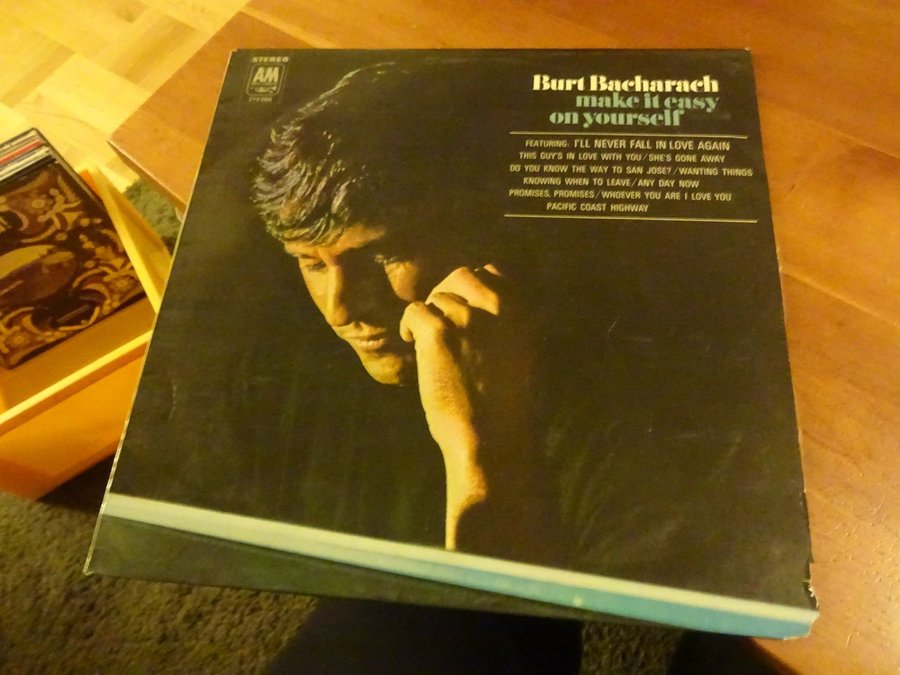 STEREO
AM
Burt Bacharach
make it easy
on yourself
FEATURING: I'LL NEVER FALL IN LOVE AGAIN
THIS GUY'S IN LOVE WITH YOU/SHE'S GONE AWAY
DO YOU KNOW THE WAY TO SAN JOSE?/WANTING THINGS
KNOWING WHEN TO LEAVE/ANY DAY NOW
PROMISES, PROMISES/WHOEVER YOU ARE I LOVE YOU
PACIFIC COAST HIGHWAY